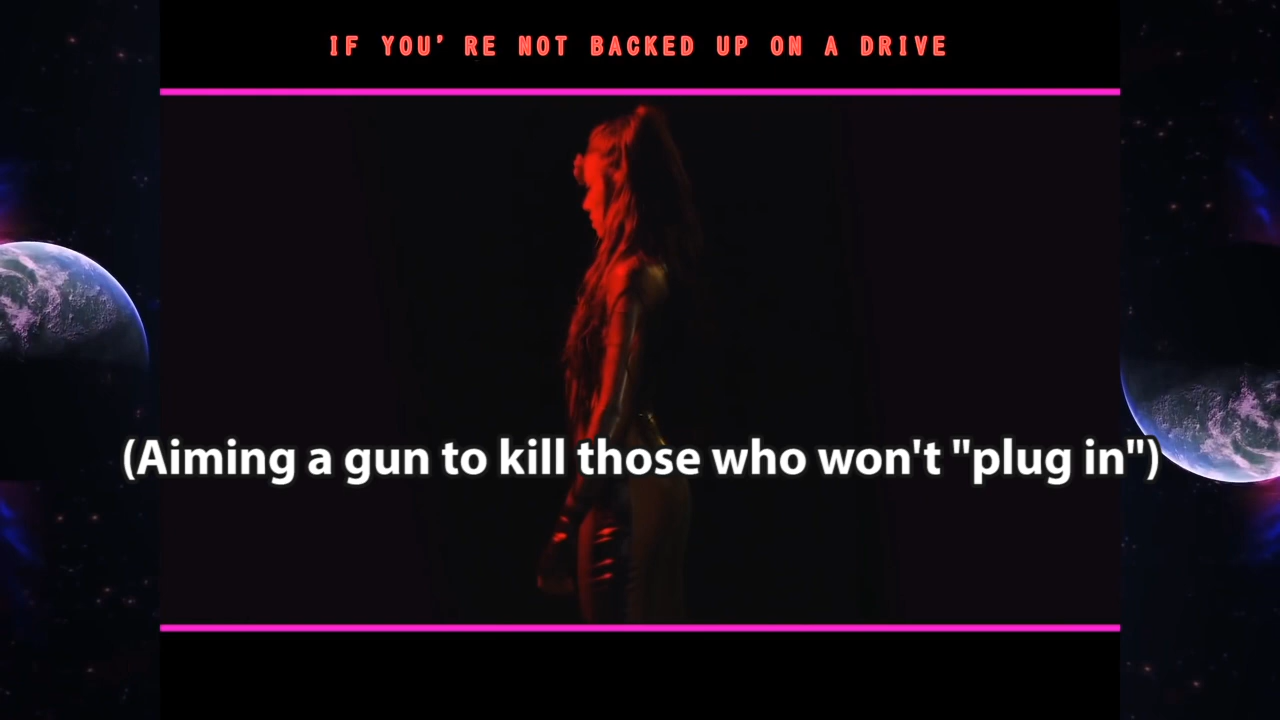 IF YOU'RE NOT BACKED UP ON A DRIVE
(Aiming a gun to kill those who won't "plug in")